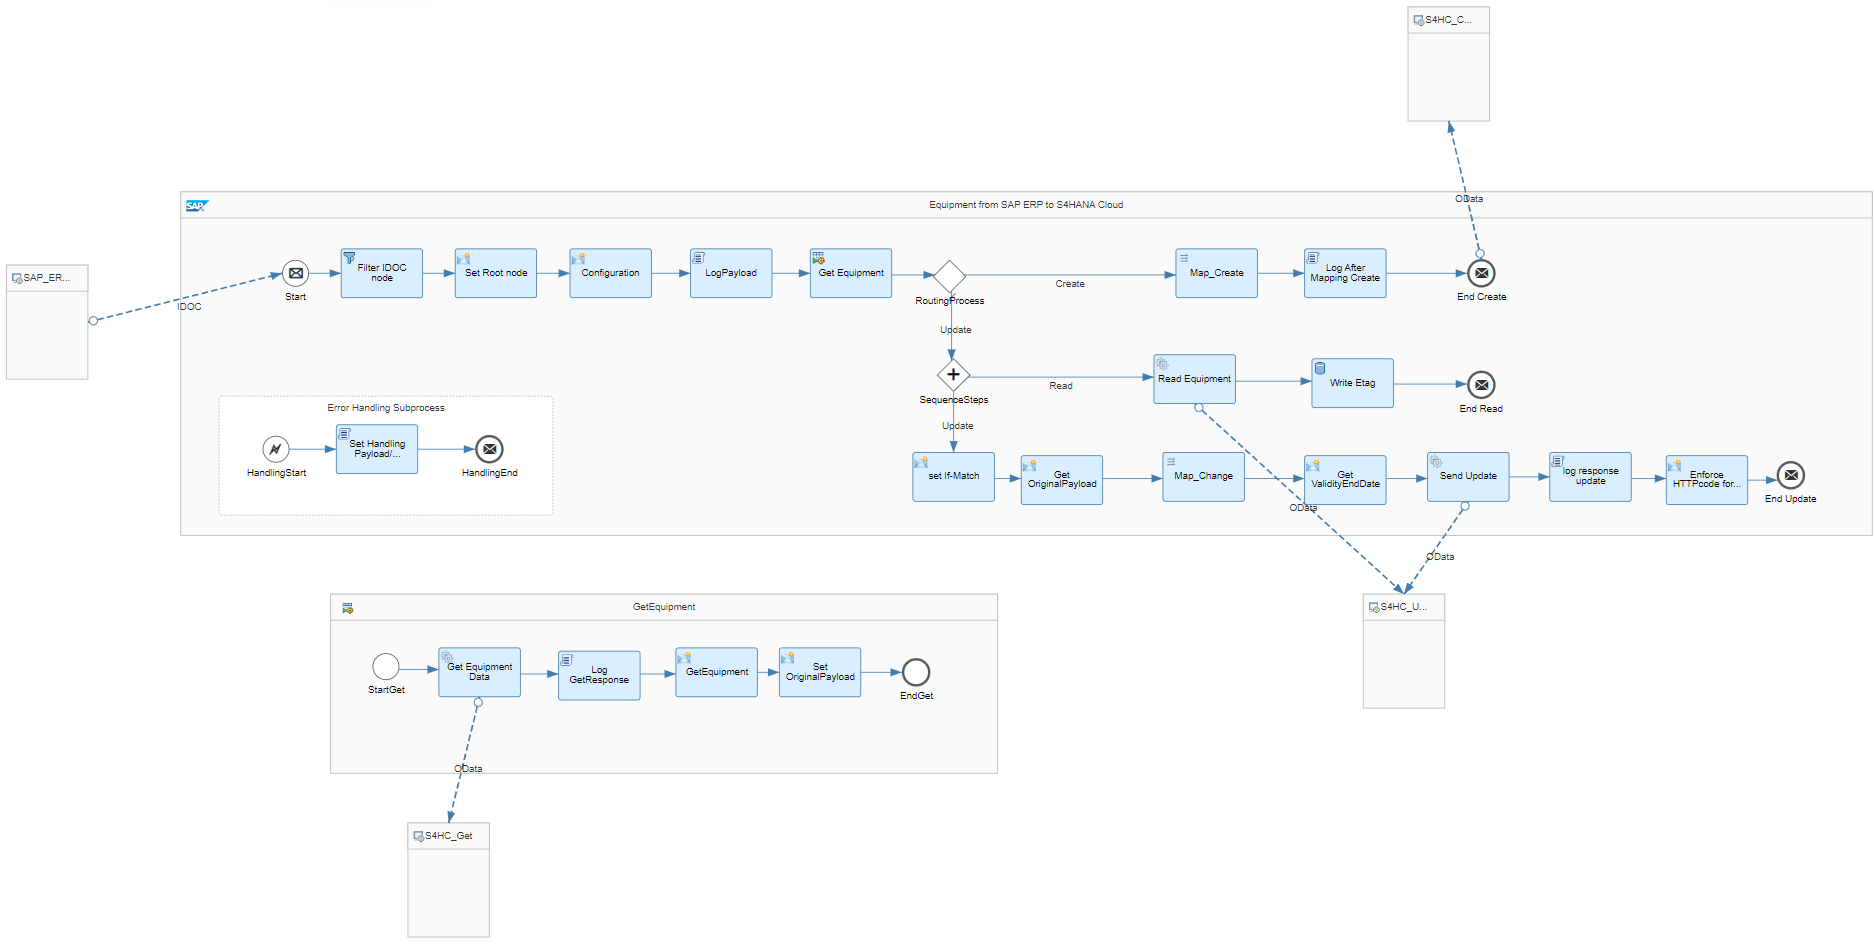 S4HC_C...
SAP
Equipment from SAP ERP to S4HANA Cloud
OData
SAP_ER...
IDOC
Start
Filter IDOC
node
Set Root node
Configuration
LogPayload
Get Equipment
RoutingProcess
Create
Map_Create
Log After
Mapping Create
End Create
Update
SequenceSteps
Read
Read Equipment
Write Etag
End Read
Update
Error Handling Subprocess
HandlingStart
Set Handling
Payload/...
HandlingEnd
set If-Match
Get
OriginalPayload
Map_Change
Get
ValidityEndDate
Send Update
log response
update
Enforce
HTTPcode for...
End Update
OData
OData
S4HC_U...
GetEquipment
StartGet
Get Equipment
Data
Log
GetResponse
GetEquipment
Set
OriginalPayload
EndGet
OData
S4HC_Get